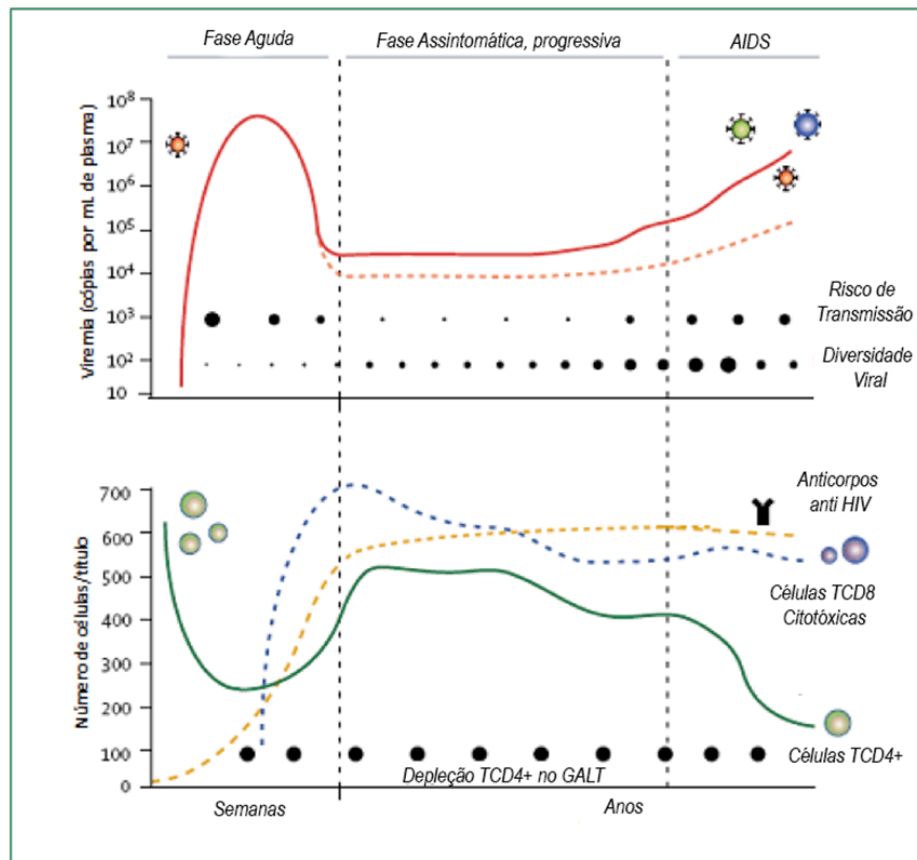 Fase Aguda
Fase Assintomática, progressiva
AIDS
Viremia (cópias por mL de plasma)
10⁸
10⁷
10⁶
10⁵
10⁴
10³
10²
10
Risco de
Transmissão
Diversidade
Viral
Número de células/título
700
600
500
400
300
200
100
0
Anticorpos
anti HIV
Células TCD8
Citotóxicas
Células TCD4+
Depleção TCD4+ no GALT
Semanas
Anos